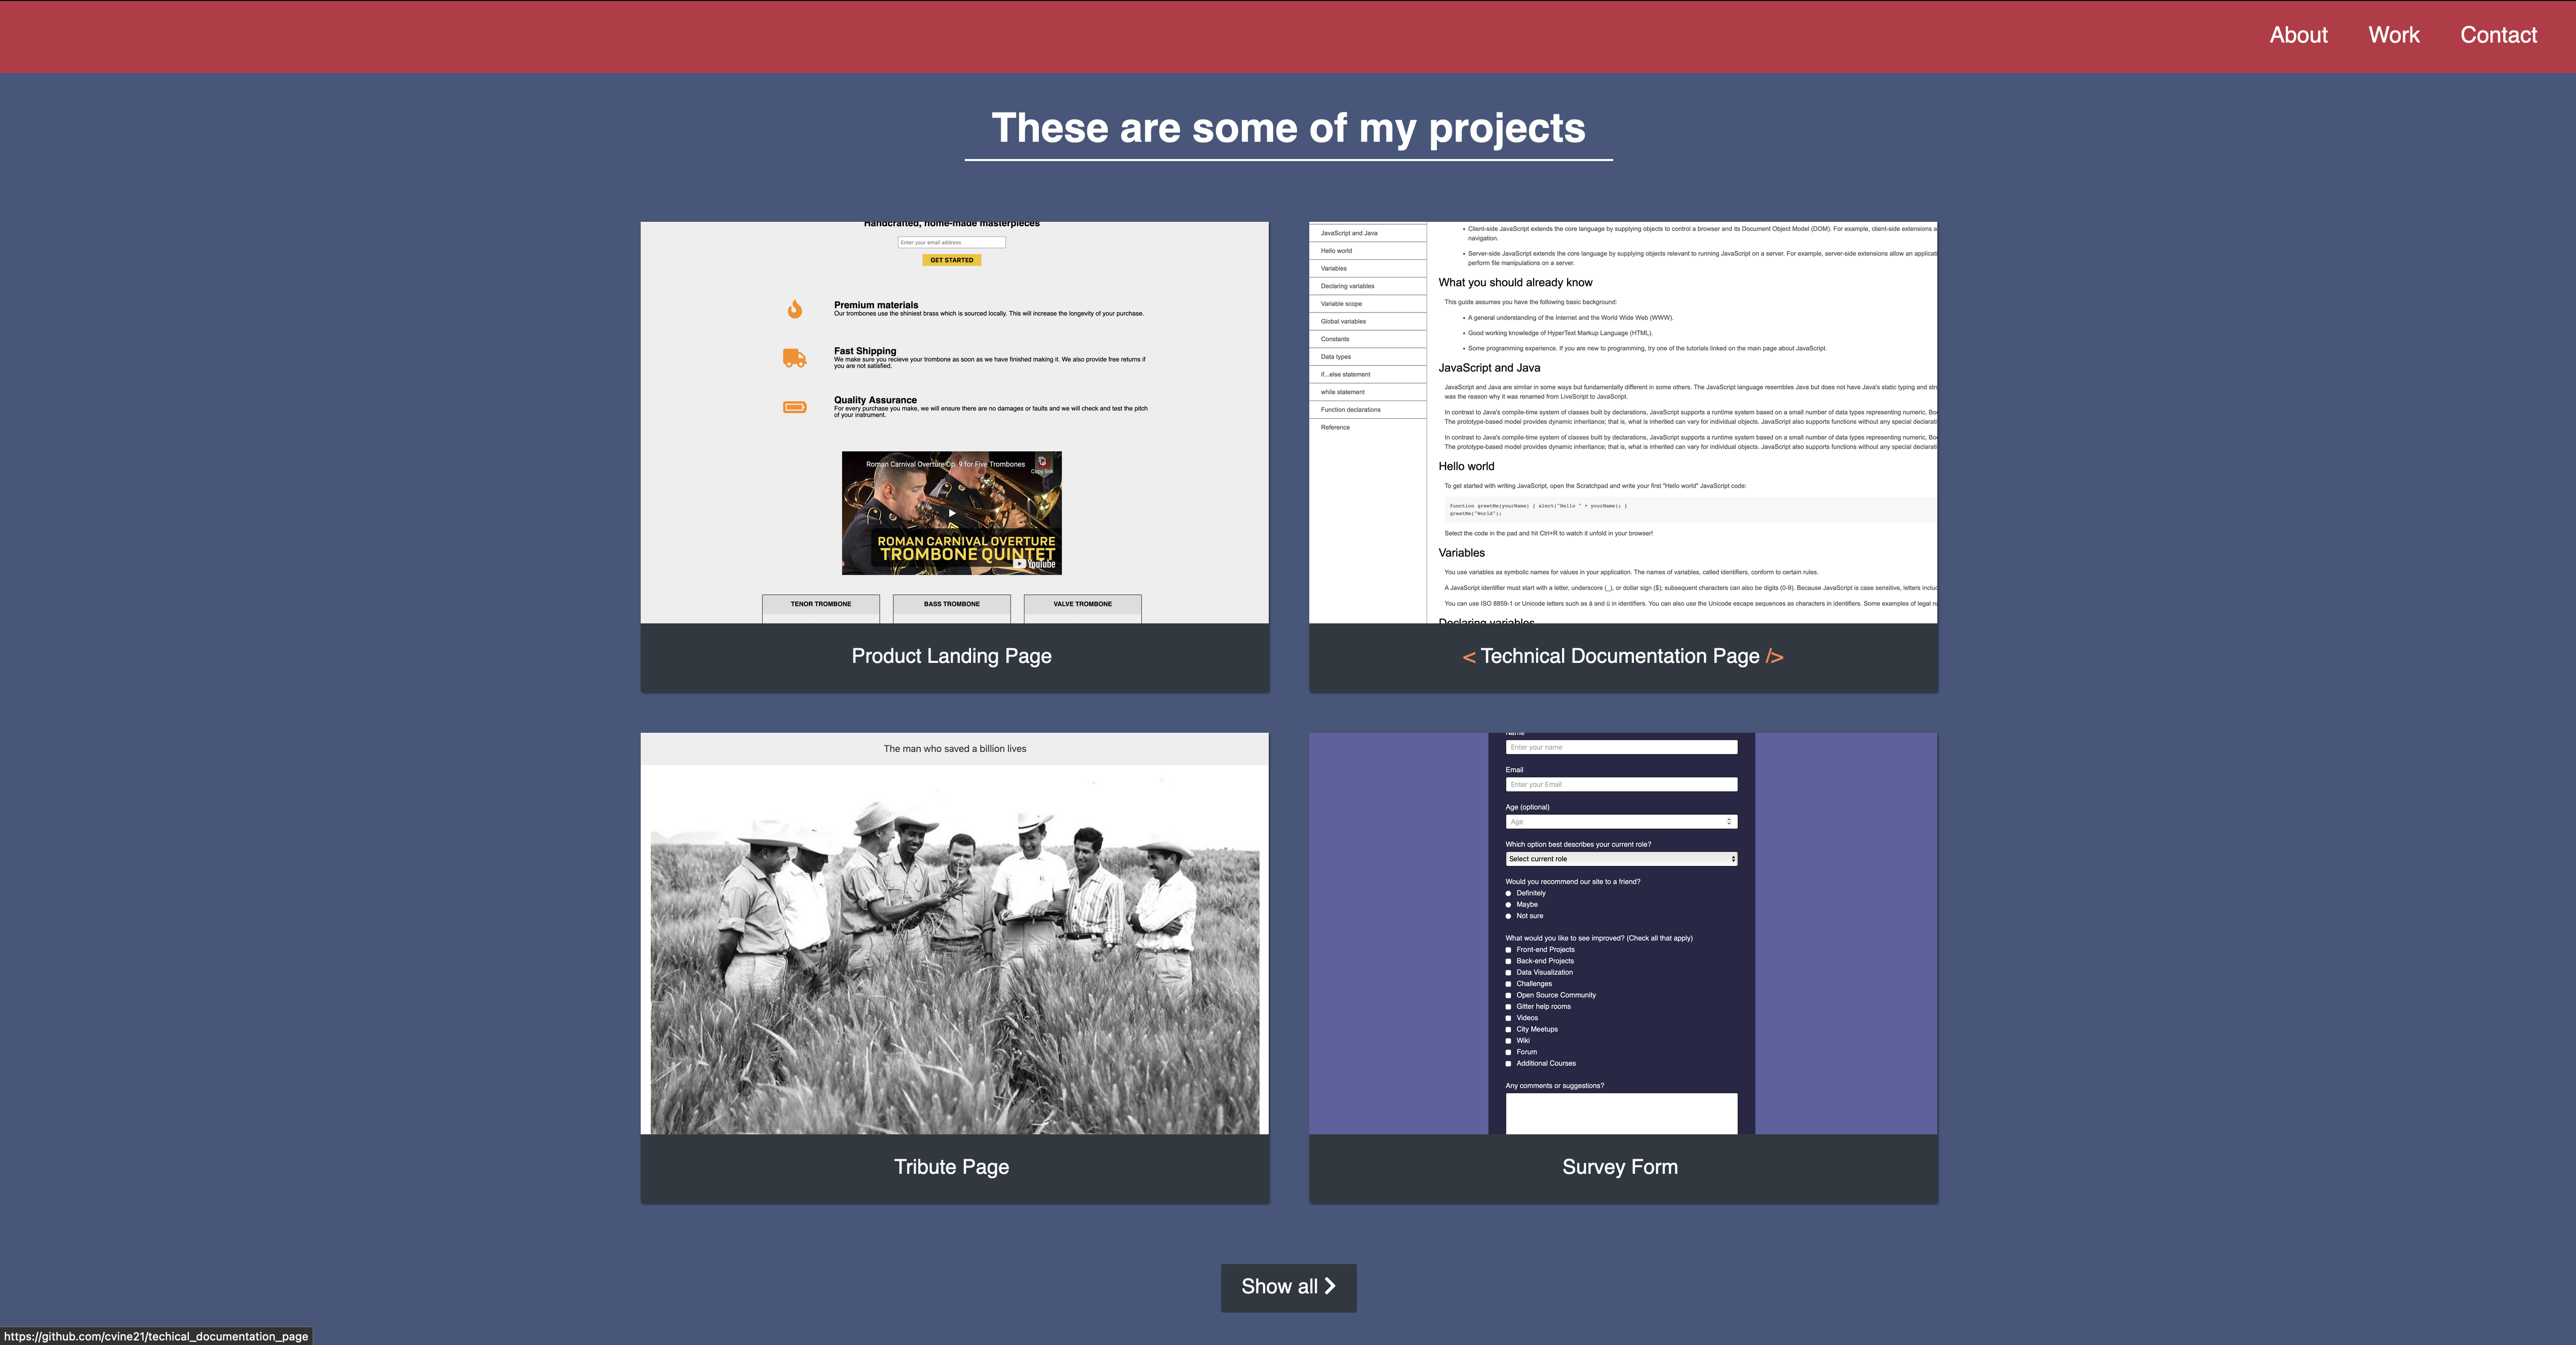 About Work Contact
These are some of my projects
Handcrafted, home-made masterpieces
Enter your email address
GET STARTED
Premium materials
Our trombones use the shiniest brass which is sourced locally. This will increase the longevity of your purchase.
Fast Shipping
We make sure you recieve your trombone as soon as we have finished making it. We also provide free returns if
you are not satisfied.
Quality Assurance
For every purchase you make, we will ensure there are no damages or faults and we will check and test the pitch
of your instrument.
Roman Carnival Overture Op. 9 for Five Trombones
Copy link
ROMAN CARNIVAL OVERTURE
TROMBONE QUINTET
YouTube
TENOR TROMBONE BASS TROMBONE VALVE TROMBONE
Product Landing Page
JavaScript and Java
Hello world
Variables
Declaring variables
Variable scope
Global variables
Constants
Data types
if...else statement
while statement
Function declarations
Reference
• Client-side JavaScript extends the core language by supplying objects to control a browser and its Document Object Model (DOM). For example, client-side extensions a
navigation.
• Server-side JavaScript extends the core language by supplying objects relevant to running JavaScript on a server. For example, server-side extensions allow an applicati
perform file manipulations on a server.
What you should already know
This guide assumes you have the following basic background:
• A general understanding of the Internet and the World Wide Web (WWW).
• Good working knowledge of HyperText Markup Language (HTML).
• Some programming experience. If you are new to programming, try one of the tutorials linked on the main page about JavaScript.
JavaScript and Java
JavaScript and Java are similar in some ways but fundamentally different in some others. The JavaScript language resembles Java but does not have Java's static typing and str
was the reason why it was renamed from LiveScript to JavaScript.
In contrast to Java's compile-time system of classes built by declarations, JavaScript supports a runtime system based on a small number of data types representing numeric, Bo
The prototype-based model provides dynamic inheritance; that is, what is inherited can vary for individual objects. JavaScript also supports functions without any special declarati
In contrast to Java's compile-time system of classes built by declarations, JavaScript supports a runtime system based on a small number of data types representing numeric, Bo
The prototype-based model provides dynamic inheritance; that is, what is inherited can vary for individual objects. JavaScript also supports functions without any special declarati
Hello world
To get started with writing JavaScript, open the Scratchpad and write your first "Hello world" JavaScript code:
function greetMe(yourName) { alert("Hello " + yourName); }
greetMe("World");
Select the code in the pad and hit Ctrl+R to watch it unfold in your browser!
Variables
You use variables as symbolic names for values in your application. The names of variables, called identifiers, conform to certain rules.
A JavaScript identifier must start with a letter, underscore (_), or dollar sign ($); subsequent characters can also be digits (0-9). Because JavaScript is case sensitive, letters includ
You can use ISO 8859-1 or Unicode letters such as å and ü in identifiers. You can also use the Unicode escape sequences as characters in identifiers. Some examples of legal na
Declaring variables
< Technical Documentation Page />
The man who saved a billion lives
Tribute Page
Name
Enter your name
Email
Enter your Email
Age (optional)
Age
Which option best describes your current role?
Select current role
Would you recommend our site to a friend?
Definitely
Maybe
Not sure
What would you like to see improved? (Check all that apply)
Front-end Projects
Back-end Projects
Data Visualization
Challenges
Open Source Community
Gitter help rooms
Videos
City Meetups
Wiki
Forum
Additional Courses
Any comments or suggestions?
Survey Form
Show all
https://github.com/cvine21/techical_documentation_page